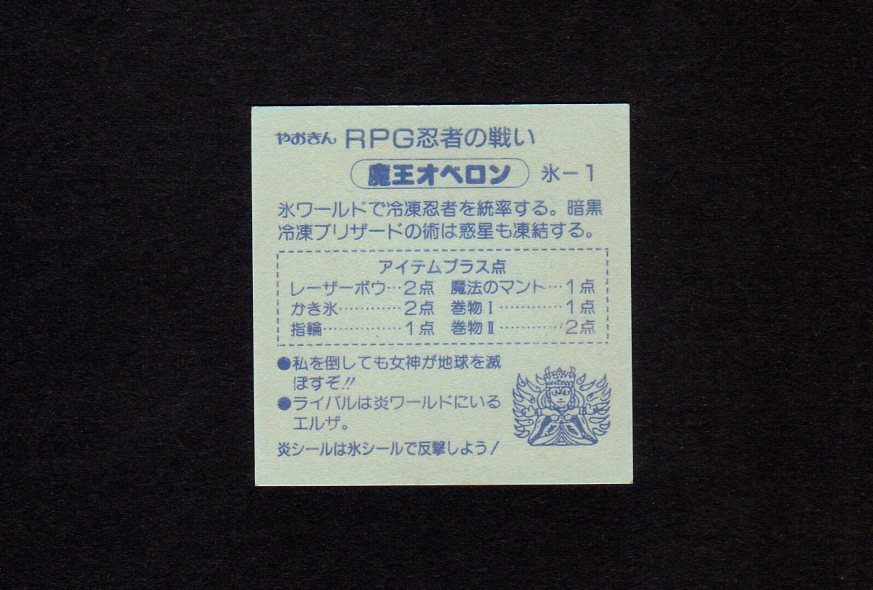 やおきん RPG忍者の戦い
魔王オベロン 氷－1
氷ワールドで冷凍忍者を統率する。暗黒
冷凍ブリザードの術は惑星も凍結する。
アイテムプラス点
レーザーボウ…2点 魔法のマント…1点
かき氷…………2点 巻物Ⅰ…………1点
指輪……………1点 巻物Ⅱ…………2点
●私を倒しても女神が地球を滅
ぼすぞ!!
●ライバルは炎ワールドにいる
エルザ。
炎シールは氷シールで反撃しよう!